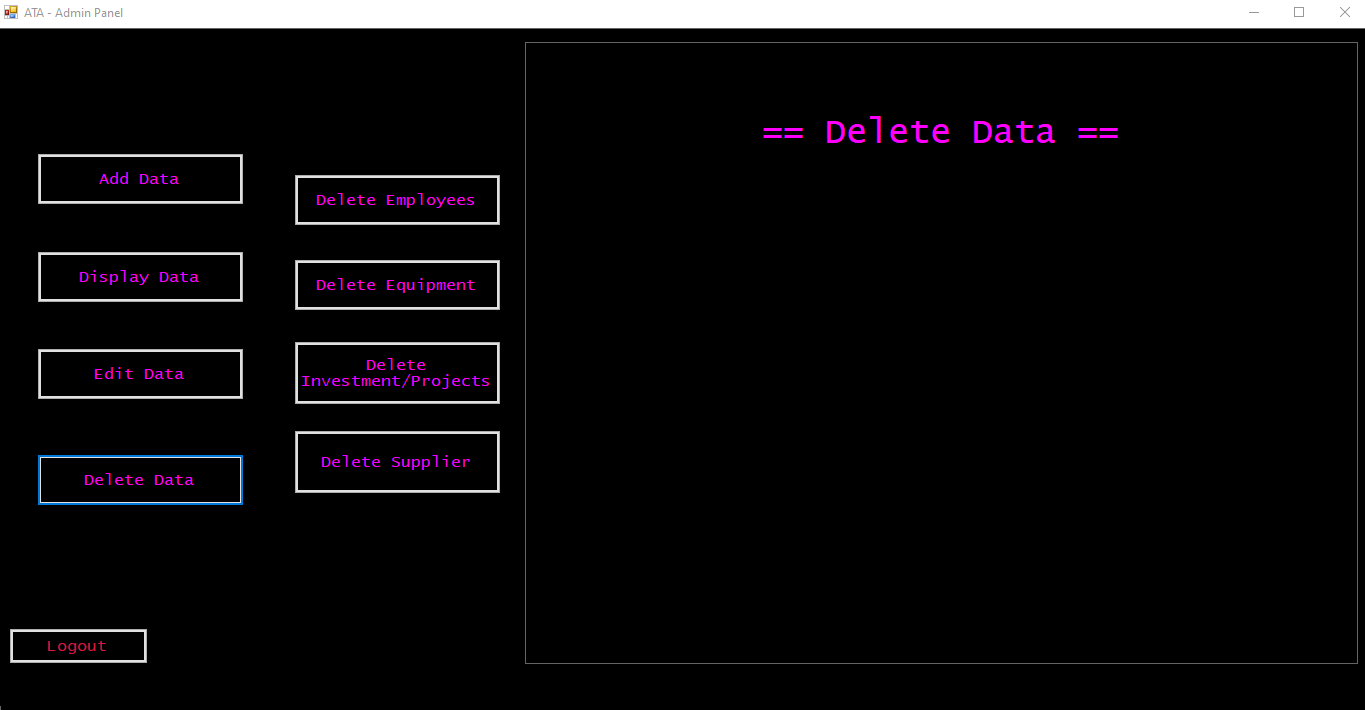 ATA - Admin Panel
== Delete Data ==
Add Data
Delete Employees
Display Data
Delete Equipment
Edit Data
Delete
Investment/Projects
Delete Data
Delete Supplier
Logout